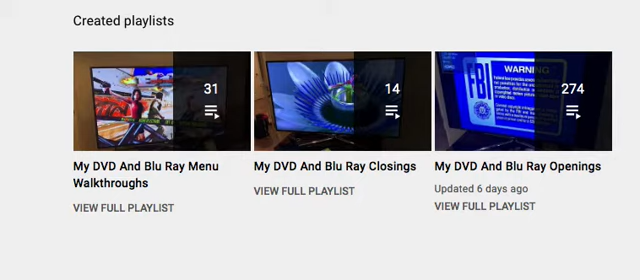 Created playlists
31
14
274
WARNING
FBI
My DVD And Blu Ray Menu
Walkthroughs
VIEW FULL PLAYLIST
My DVD And Blu Ray Closings
VIEW FULL PLAYLIST
My DVD And Blu Ray Openings
Updated 6 days ago
VIEW FULL PLAYLIST